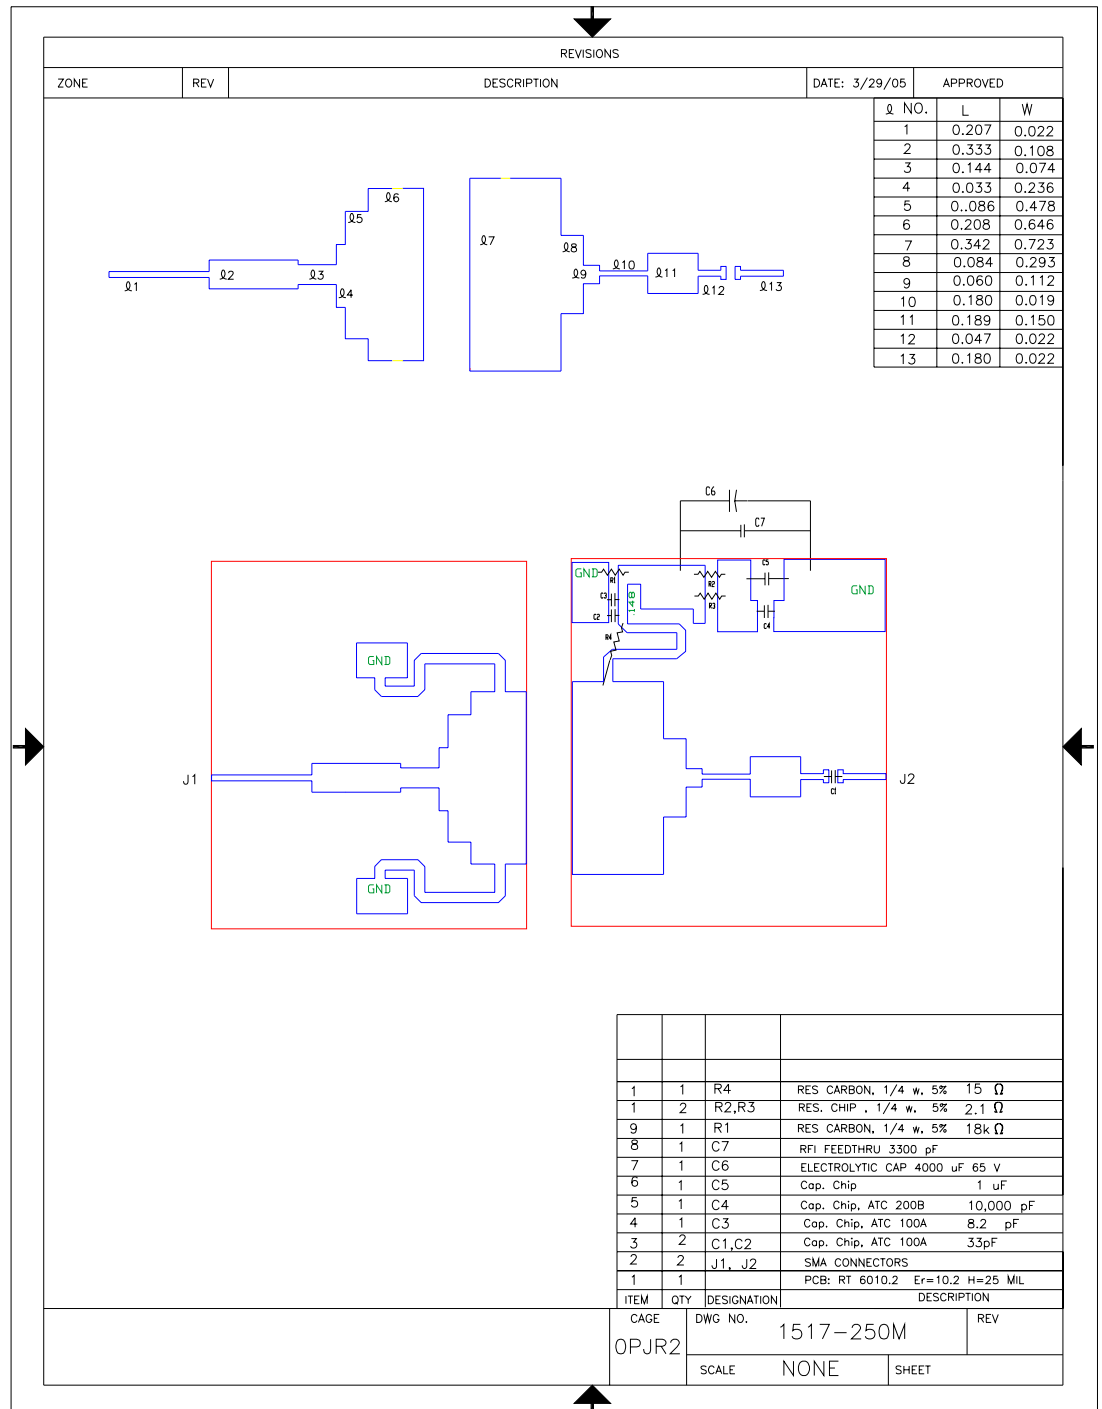 REVISIONS
ZONE REV DESCRIPTION DATE: 3/29/05 APPROVED
ℓ NO. L W
1 0.207 0.022
2 0.333 0.108
3 0.144 0.074
4 0.033 0.236
5 0..086 0.478
6 0.208 0.646
7 0.342 0.723
8 0.084 0.293
9 0.060 0.112
10 0.180 0.019
11 0.189 0.150
12 0.047 0.022
13 0.180 0.022
ℓ1
ℓ2
ℓ3
ℓ4
ℓ5
ℓ6
ℓ7
ℓ8
ℓ9
ℓ10
ℓ11
ℓ12
ℓ13
J1
GND
GND
C6
C7
GND
R1
C3
C2
.148
R4
R2
R3
C5
C4
GND
C1
J2
1 1 R4 RES CARBON, 1/4 w, 5% 15 Ω
1 2 R2,R3 RES. CHIP , 1/4 w, 5% 2.1 Ω
9 1 R1 RES CARBON, 1/4 w, 5% 18k Ω
8 1 C7 RFI FEEDTHRU 3300 pF
7 1 C6 ELECTROLYTIC CAP 4000 uF 65 V
6 1 C5 Cap. Chip 1 uF
5 1 C4 Cap. Chip, ATC 200B 10,000 pF
4 1 C3 Cap. Chip, ATC 100A 8.2 pF
3 2 C1,C2 Cap. Chip, ATC 100A 33pF
2 2 J1, J2 SMA CONNECTORS
1 1 PCB: RT 6010.2 Er=10.2 H=25 MIL
ITEM QTY DESIGNATION DESCRIPTION
CAGE
0PJR2
DWG NO.
1517-250M
REV
SCALE NONE
SHEET